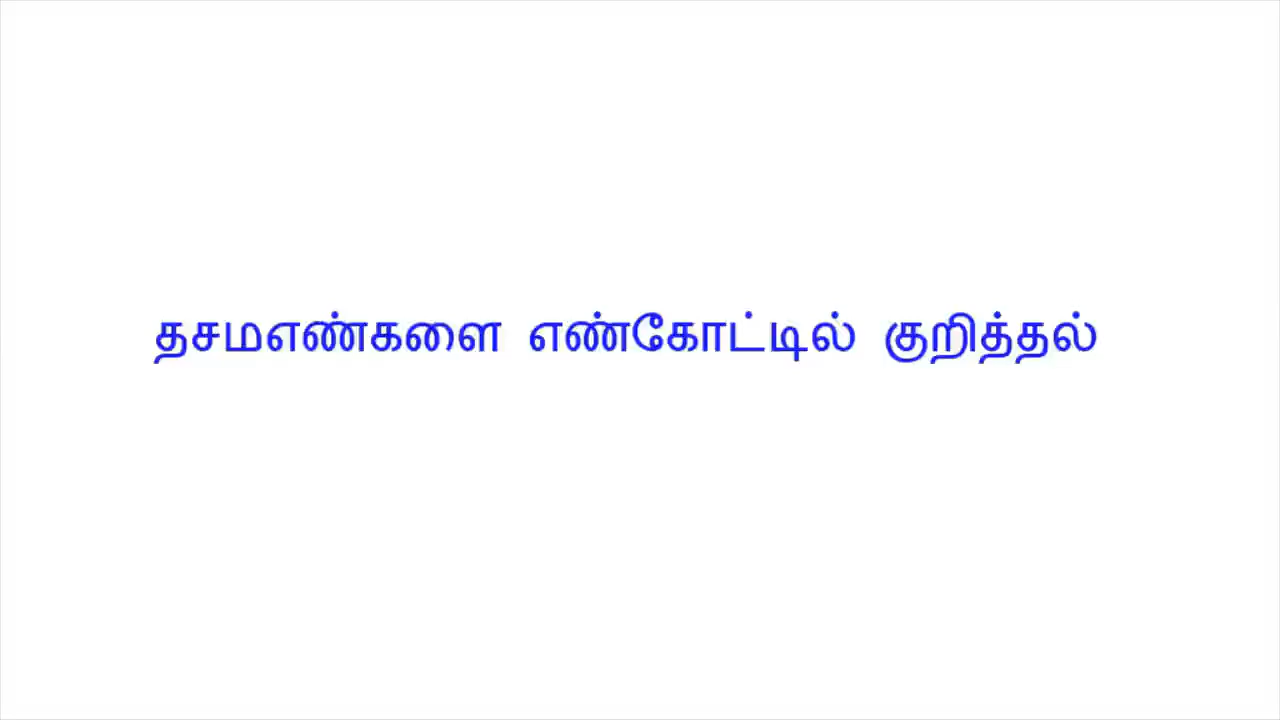 தசமஎண்களை எண்கோட்டில் குறித்தல்